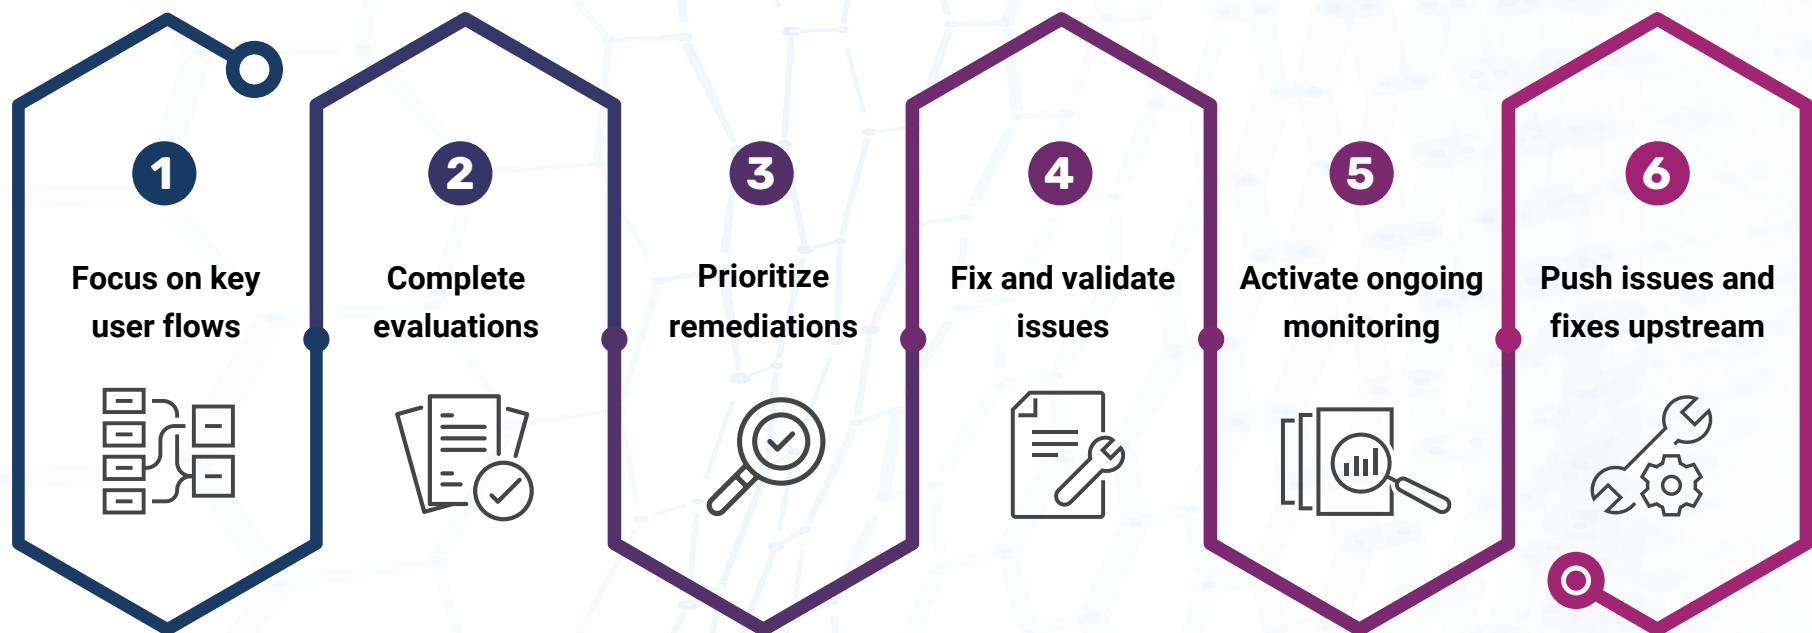 1
Focus on key
user flows
2
Complete
evaluations
3
Prioritize
remediations
4
Fix and validate
issues
5
Activate ongoing
monitoring
6
Push issues and
fixes upstream